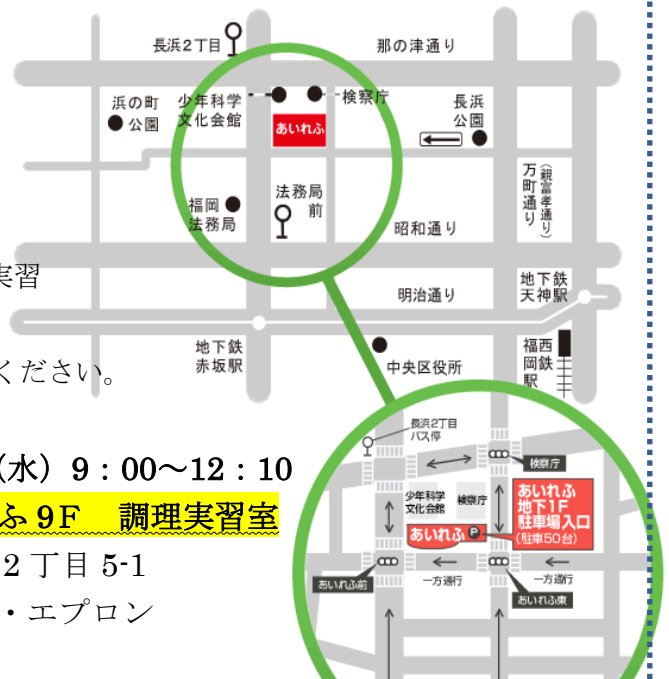 長浜2丁目
那の津通り
少年科学
文化会館
検察庁
浜の町
公園
あいれふ
長浜
公園
万町通り
(親富孝通り)
法務局
前
福岡
法務局
昭和通り
実習
明治通り
地下鉄
天神駅
地下鉄
赤坂駅
中央区役所
福岡駅
西鉄
ください。
長浜2丁目
バス停
検察庁
(水) 9:00～12:10
少年科学
文化会館
検察庁
あいれふ
地下1F
駐車場入口
(駐車50台)
ふ9F 調理実習室
あいれふ P
2丁目 5-1
あいれふ前
一方通行
一方通行
あいれふ東
・エプロン